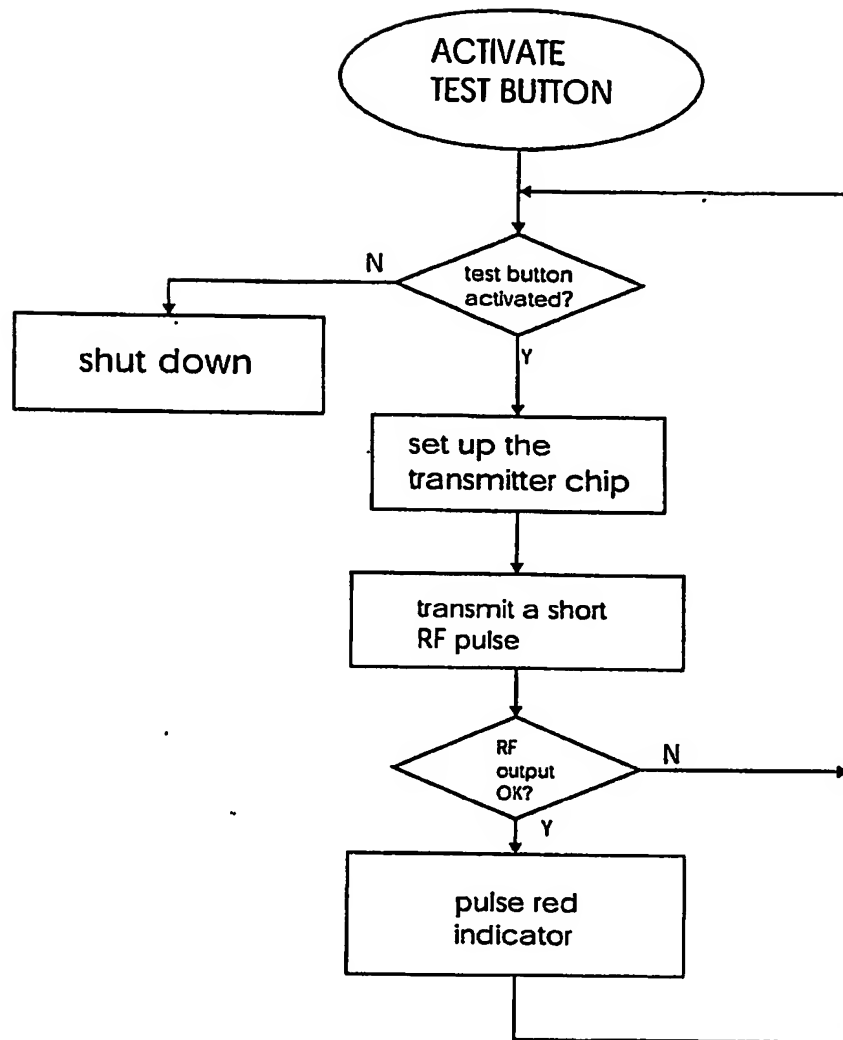 ACTIVATE
TEST BUTTON
N
test button
activated?
shut down
Y
set up the
transmitter chip
transmit a short
RF pulse
RF
output
OK?
N
Y
pulse red
indicator